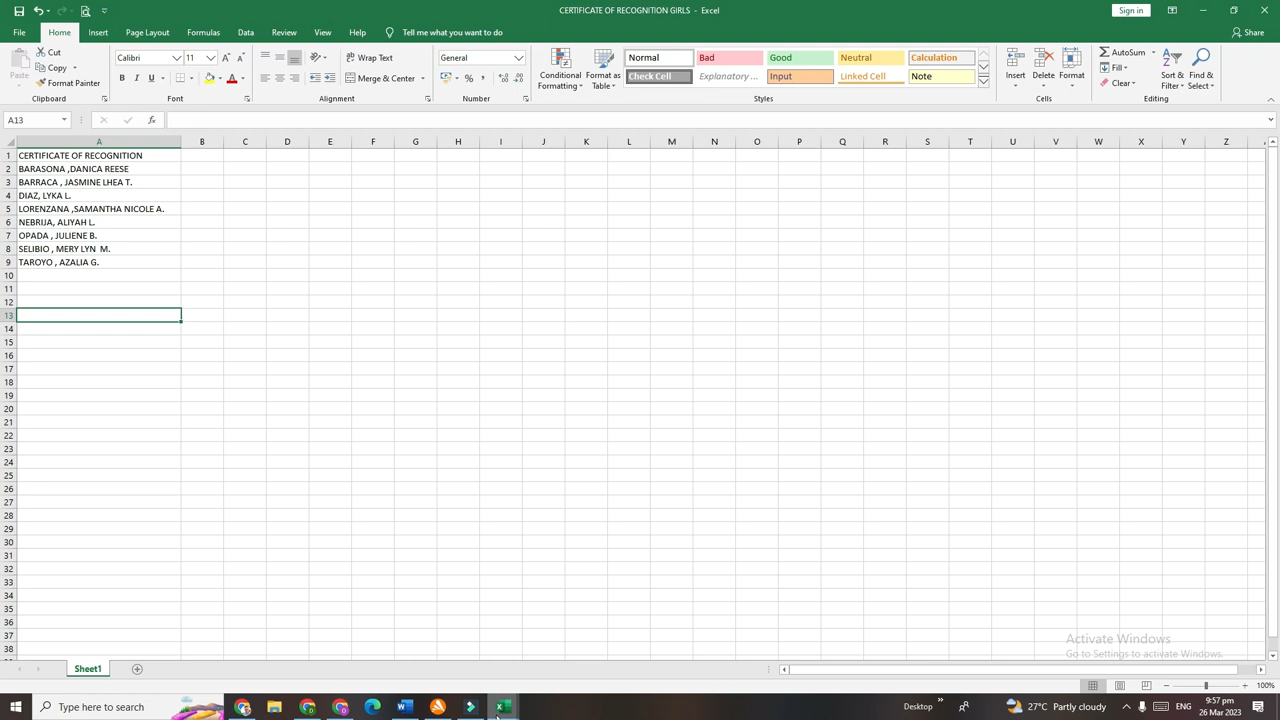 CERTIFICATE OF RECOGNITION GIRLS - Excel
Sign in
File Home Insert Page Layout Formulas Data Review View Help Tell me what you want to do Share
Paste
Cut
Copy
Format Painter
Clipboard
Calibri 11
B I U
Font
Wrap Text
Merge & Center
Alignment
General
Number
Conditional Formatting
Format as Table
Normal Bad Good Neutral Calculation
Check Cell Explanatory ... Input Linked Cell Note
Styles
Insert Delete Format
Cells
AutoSum
Fill
Clear
Sort & Filter
Find & Select
Editing
A13 fx
A B C D E F G H I J K L M N O P Q R S T U V W X Y Z
1 CERTIFICATE OF RECOGNITION
2 BARASONA ,DANICA REESE
3 BARRACA , JASMINE LHEA T.
4 DIAZ, LYKA L.
5 LORENZANA ,SAMANTHA NICOLE A.
6 NEBRIJA, ALIYAH L.
7 OPADA , JULIENE B.
8 SELIBIO , MERY LYN  M.
9 TAROYO , AZALIA G.
10
11
12
13
14
15
16
17
18
19
20
21
22
23
24
25
26
27
28
29
30
31
32
33
34
35
36
37
38
Activate Windows
Go to Settings to activate Windows.
Sheet1
100%
Type here to search
Desktop
27°C Partly cloudy
ENG
9:57 pm
26 Mar 2023